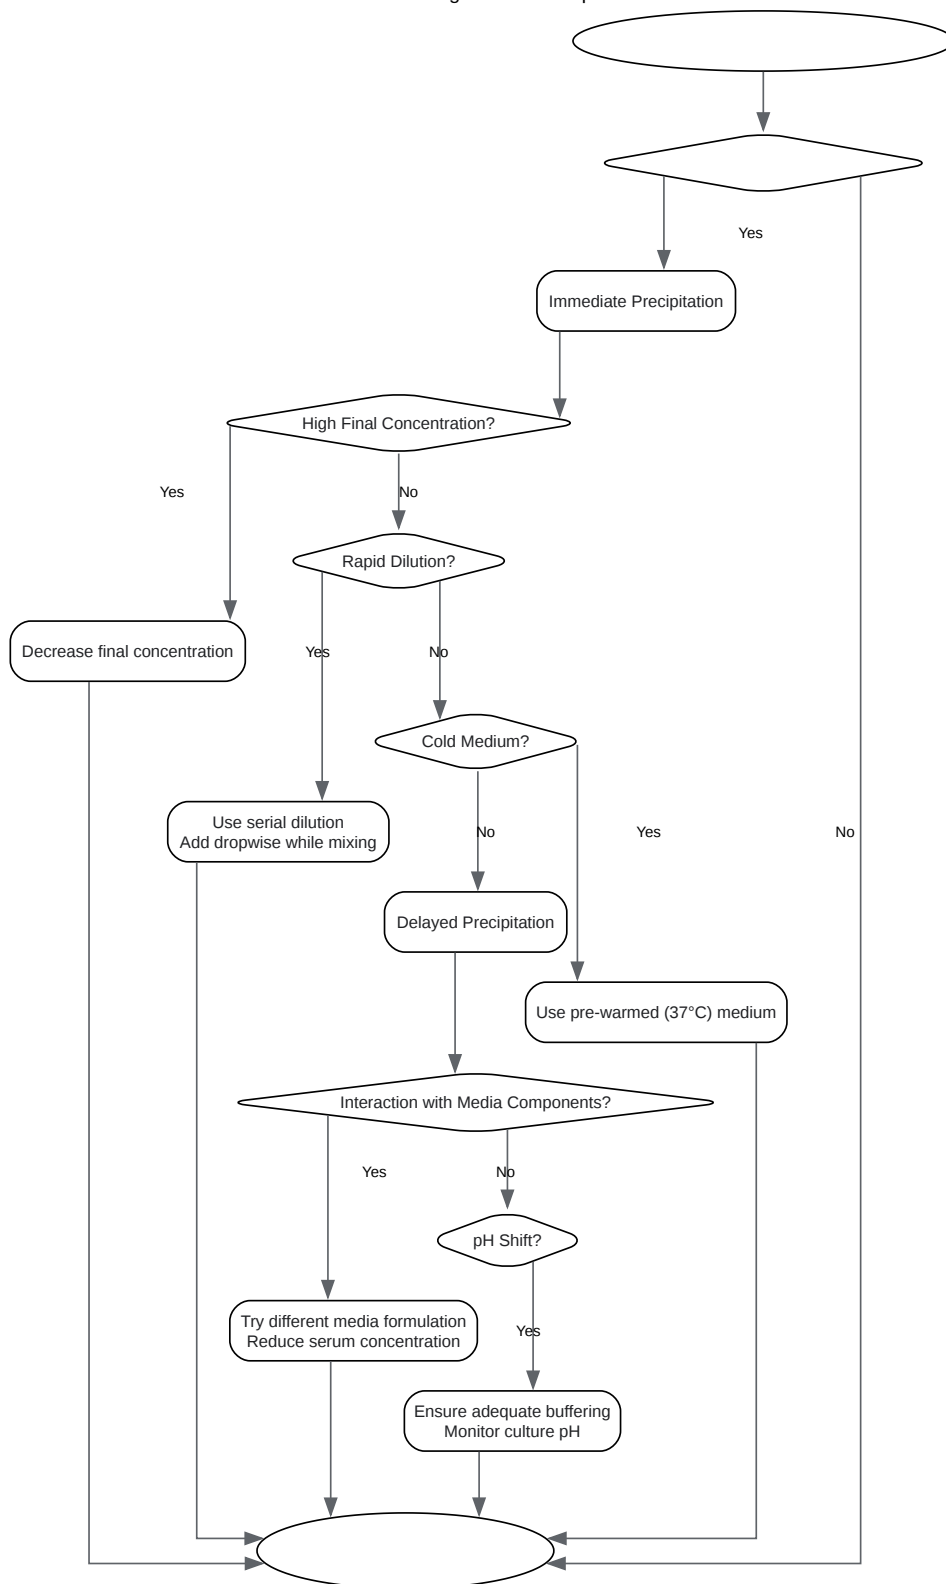 Yes
Immediate Precipitation
High Final Concentration?
Yes
No
Rapid Dilution?
Decrease final concentration
Yes
No
Cold Medium?
Use serial dilution
Add dropwise while mixing
No
Yes
No
Delayed Precipitation
Use pre-warmed (37°C) medium
Interaction with Media Components?
Yes
No
pH Shift?
Try different media formulation
Reduce serum concentration
Yes
Ensure adequate buffering
Monitor culture pH